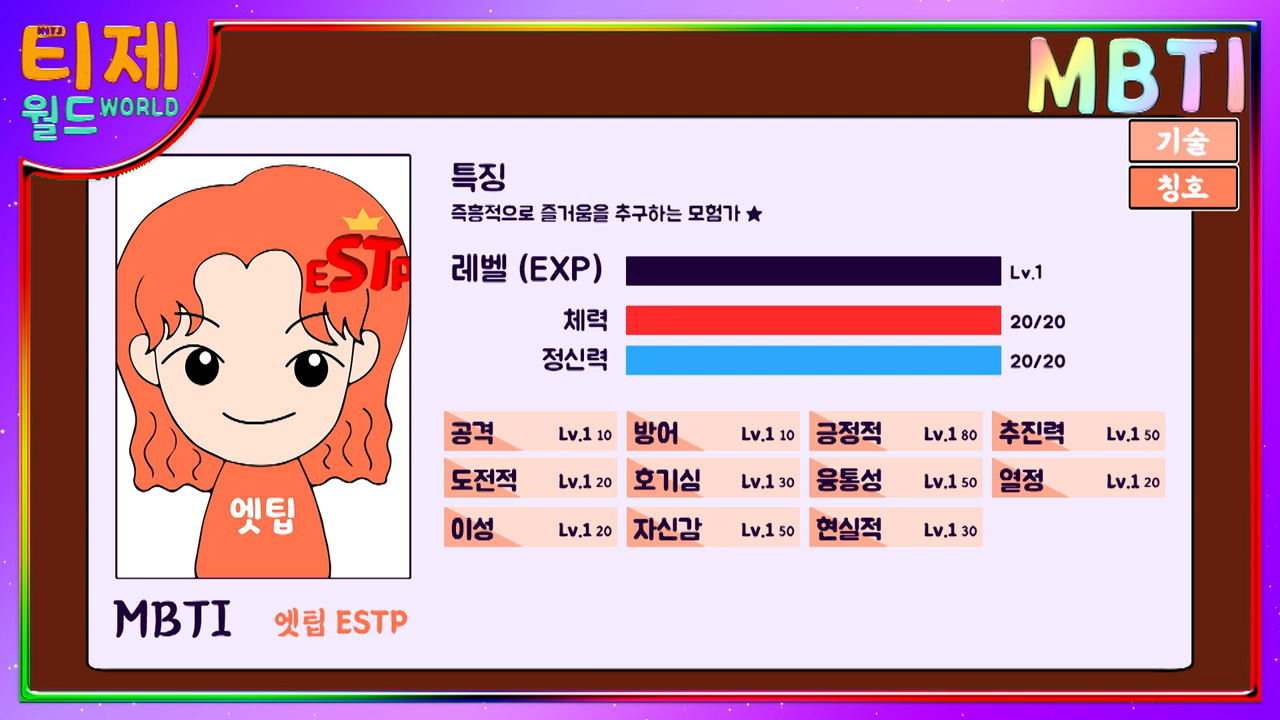 MBTI
티제
월드 WORLD
MBTI
기술
칭호
특징
즉흥적으로 즐거움을 추구하는 모험가 ★
레벨 (EXP) Lv.1
체력 20/20
정신력 20/20
공격 Lv.1 10 방어 Lv.1 10 긍정적 Lv.1 80 추진력 Lv.1 50
도전적 Lv.1 20 호기심 Lv.1 30 융통성 Lv.1 50 열정 Lv.1 20
이성 Lv.1 20 자신감 Lv.1 50 현실적 Lv.1 30
ESTP
엣팁
MBTI 엣팁 ESTP